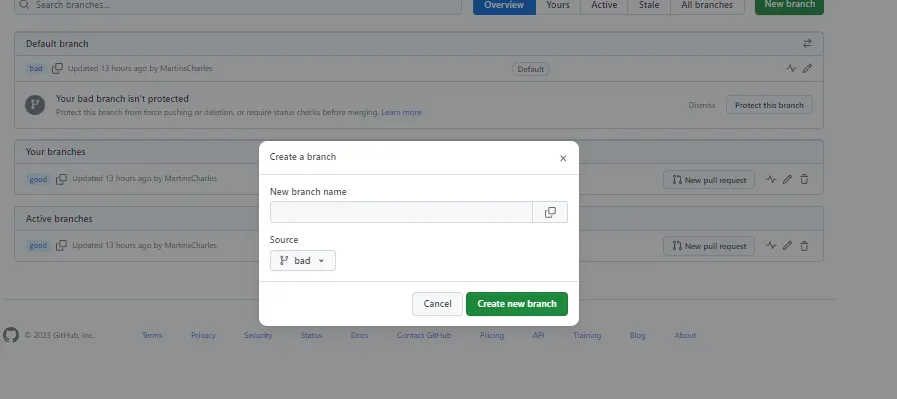 Search branches...
Overview Yours Active Stale All branches New branch
Default branch
bad Updated 13 hours ago by MartinsCharles Default
Your bad branch isn't protected
Protect this branch from force pushing or deletion, or require status checks before merging. Learn more
Dismiss Protect this branch
Create a branch
New branch name
Source
bad
Cancel Create new branch
Your branches
good Updated 13 hours ago by MartinsCharles New pull request
Active branches
good Updated 13 hours ago by MartinsCharles New pull request
© 2023 GitHub, Inc. Terms Privacy Security Status Docs Contact GitHub Pricing API Training Blog About